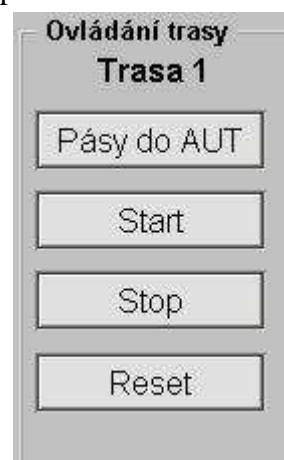 Ovládání trasy
Trasa 1
Pásy do AUT
Start
Stop
Reset